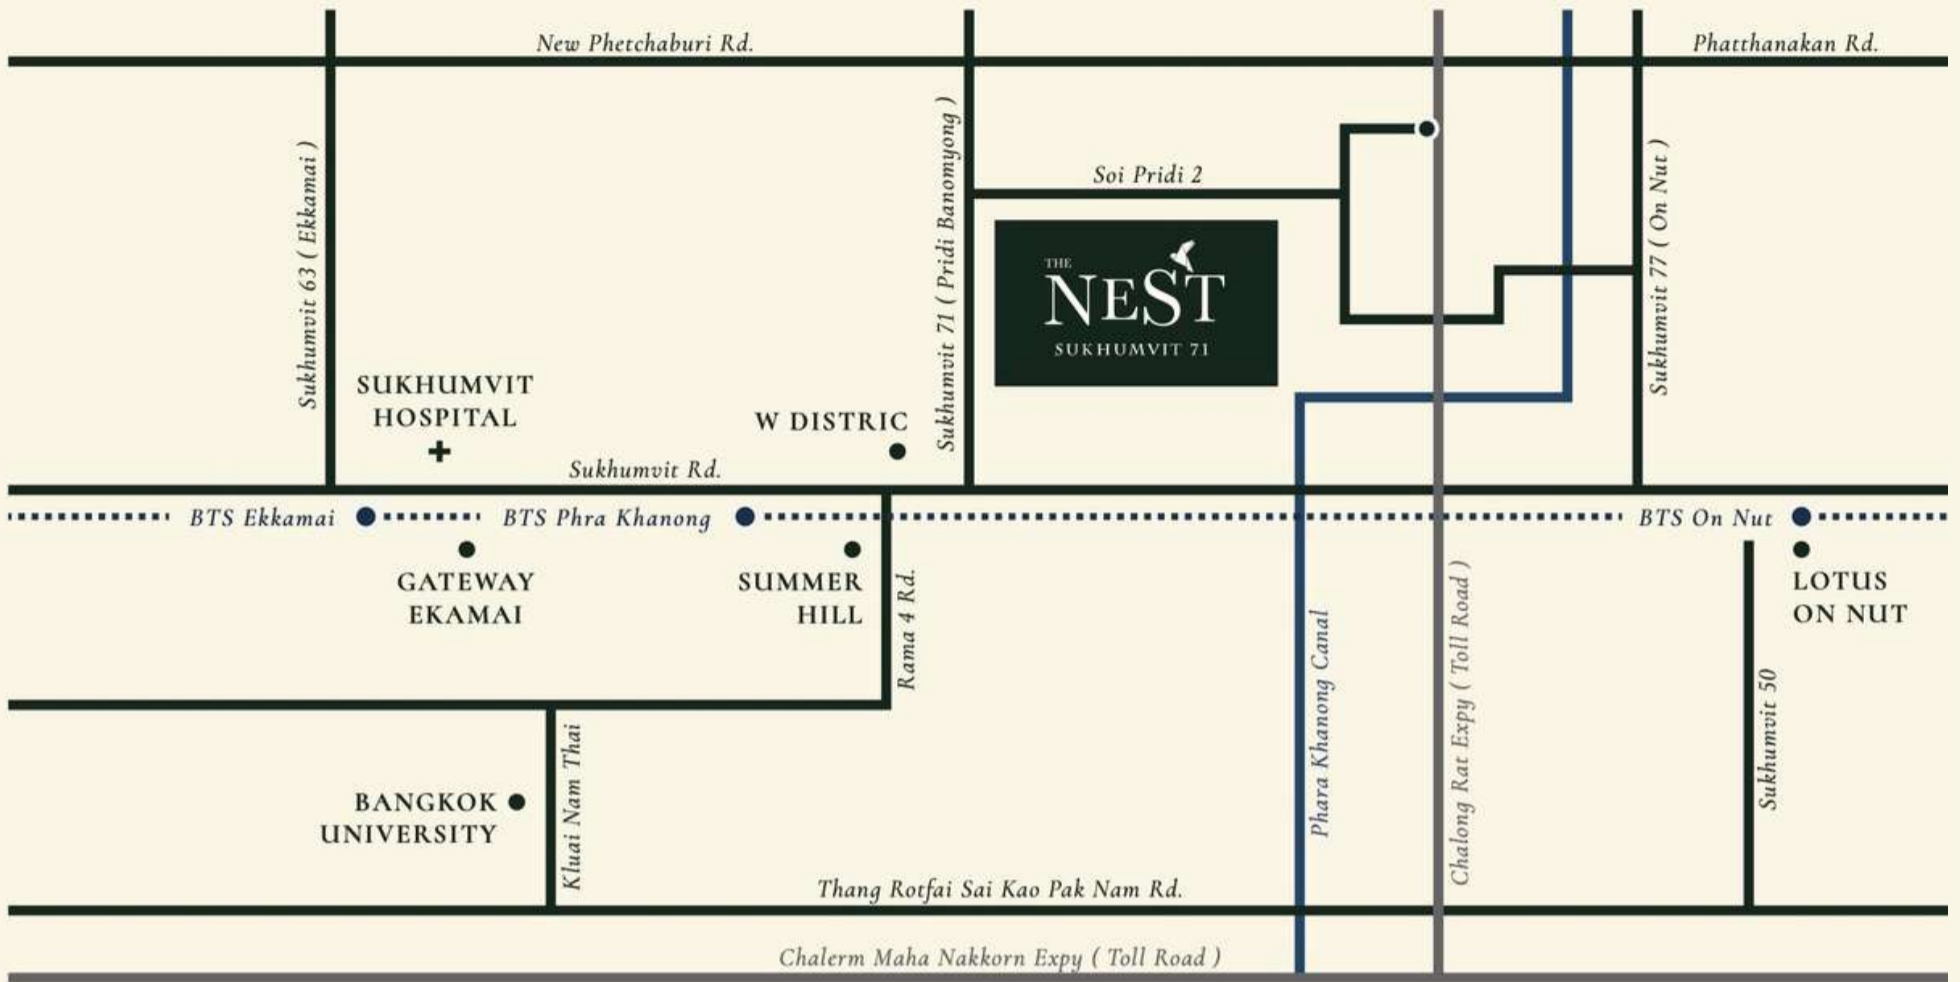 New Phetchaburi Rd.
Phatthanakan Rd.
Sukhumvit 63 ( Ekkamai )
Sukhumvit 71 ( Pridi Banomyong )
Soi Pridi 2
THE
NEST
SUKHUMVIT 71
Sukhumvit 77 ( On Nut )
SUKHUMVIT
HOSPITAL
W DISTRIC
Sukhumvit Rd.
BTS Ekkamai
BTS Phra Khanong
BTS On Nut
GATEWAY
EKAMAI
SUMMER
HILL
Rama 4 Rd.
LOTUS
ON NUT
Phara Khanong Canal
Chalong Rat Expy ( Toll Road )
Sukhumvit 50
BANGKOK
UNIVERSITY
Kluai Nam Thai
Thang Rotfai Sai Kao Pak Nam Rd.
Chalerm Maha Nakkorn Expy ( Toll Road )